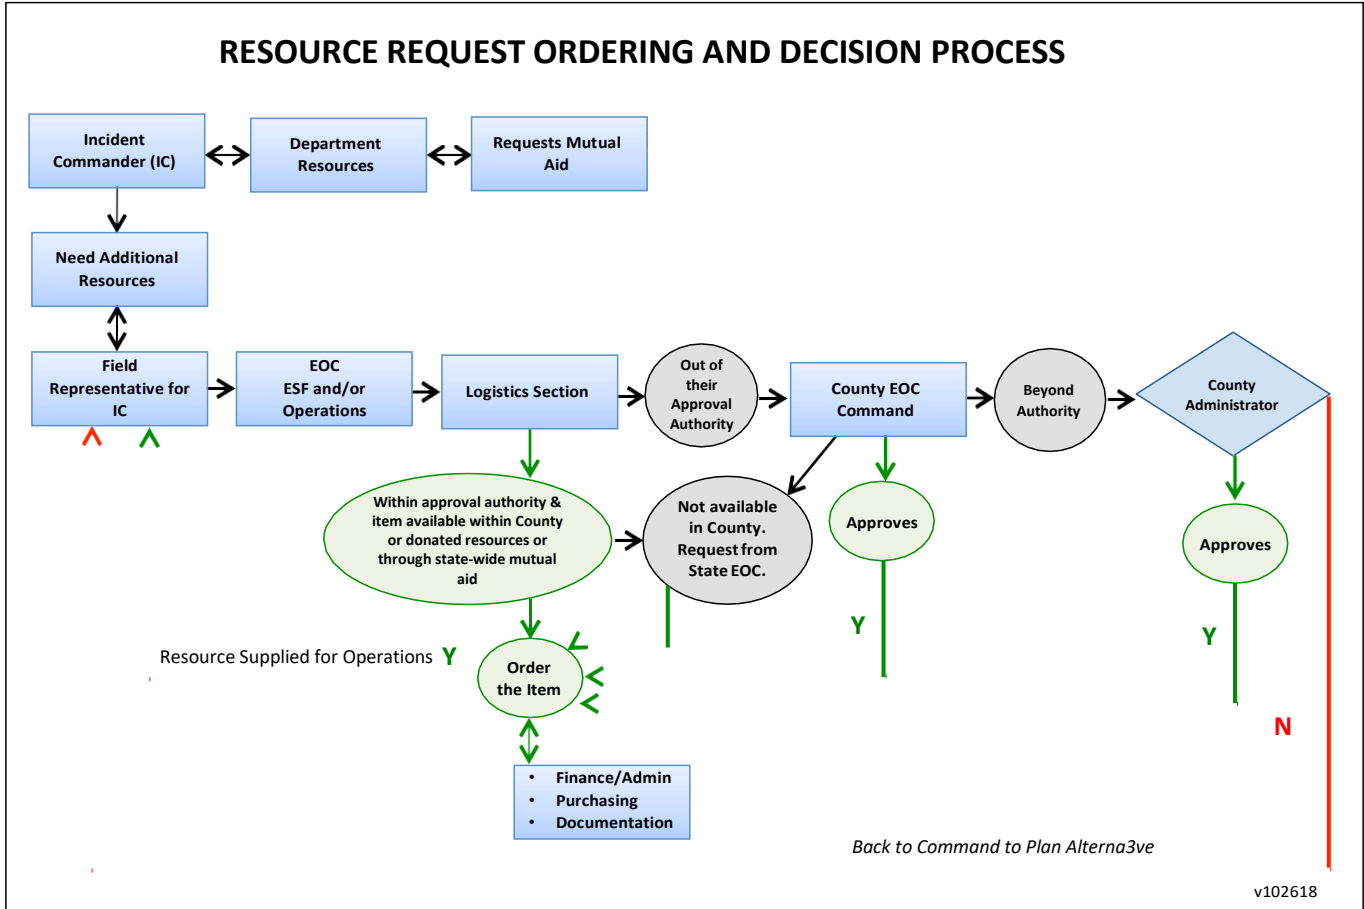 RESOURCE REQUEST ORDERING AND DECISION PROCESS
Incident
Commander (IC)
Department
Resources
Requests Mutual
Aid
Need Additional
Resources
Field
Representative for
IC
EOC
ESF and/or
Operations
Logistics Section
Out of
their
Approval
Authority
County EOC
Command
Beyond
Authority
County
Administrator
Within approval authority &
item available within County
or donated resources or
through state-wide mutual
aid
Not available
in County.
Request from
State EOC.
Approves
Approves
Y
Y
Resource Supplied for Operations Y
Order
the Item
N
• Finance/Admin
• Purchasing
• Documentation
Back to Command to Plan Alterna3ve
v102618